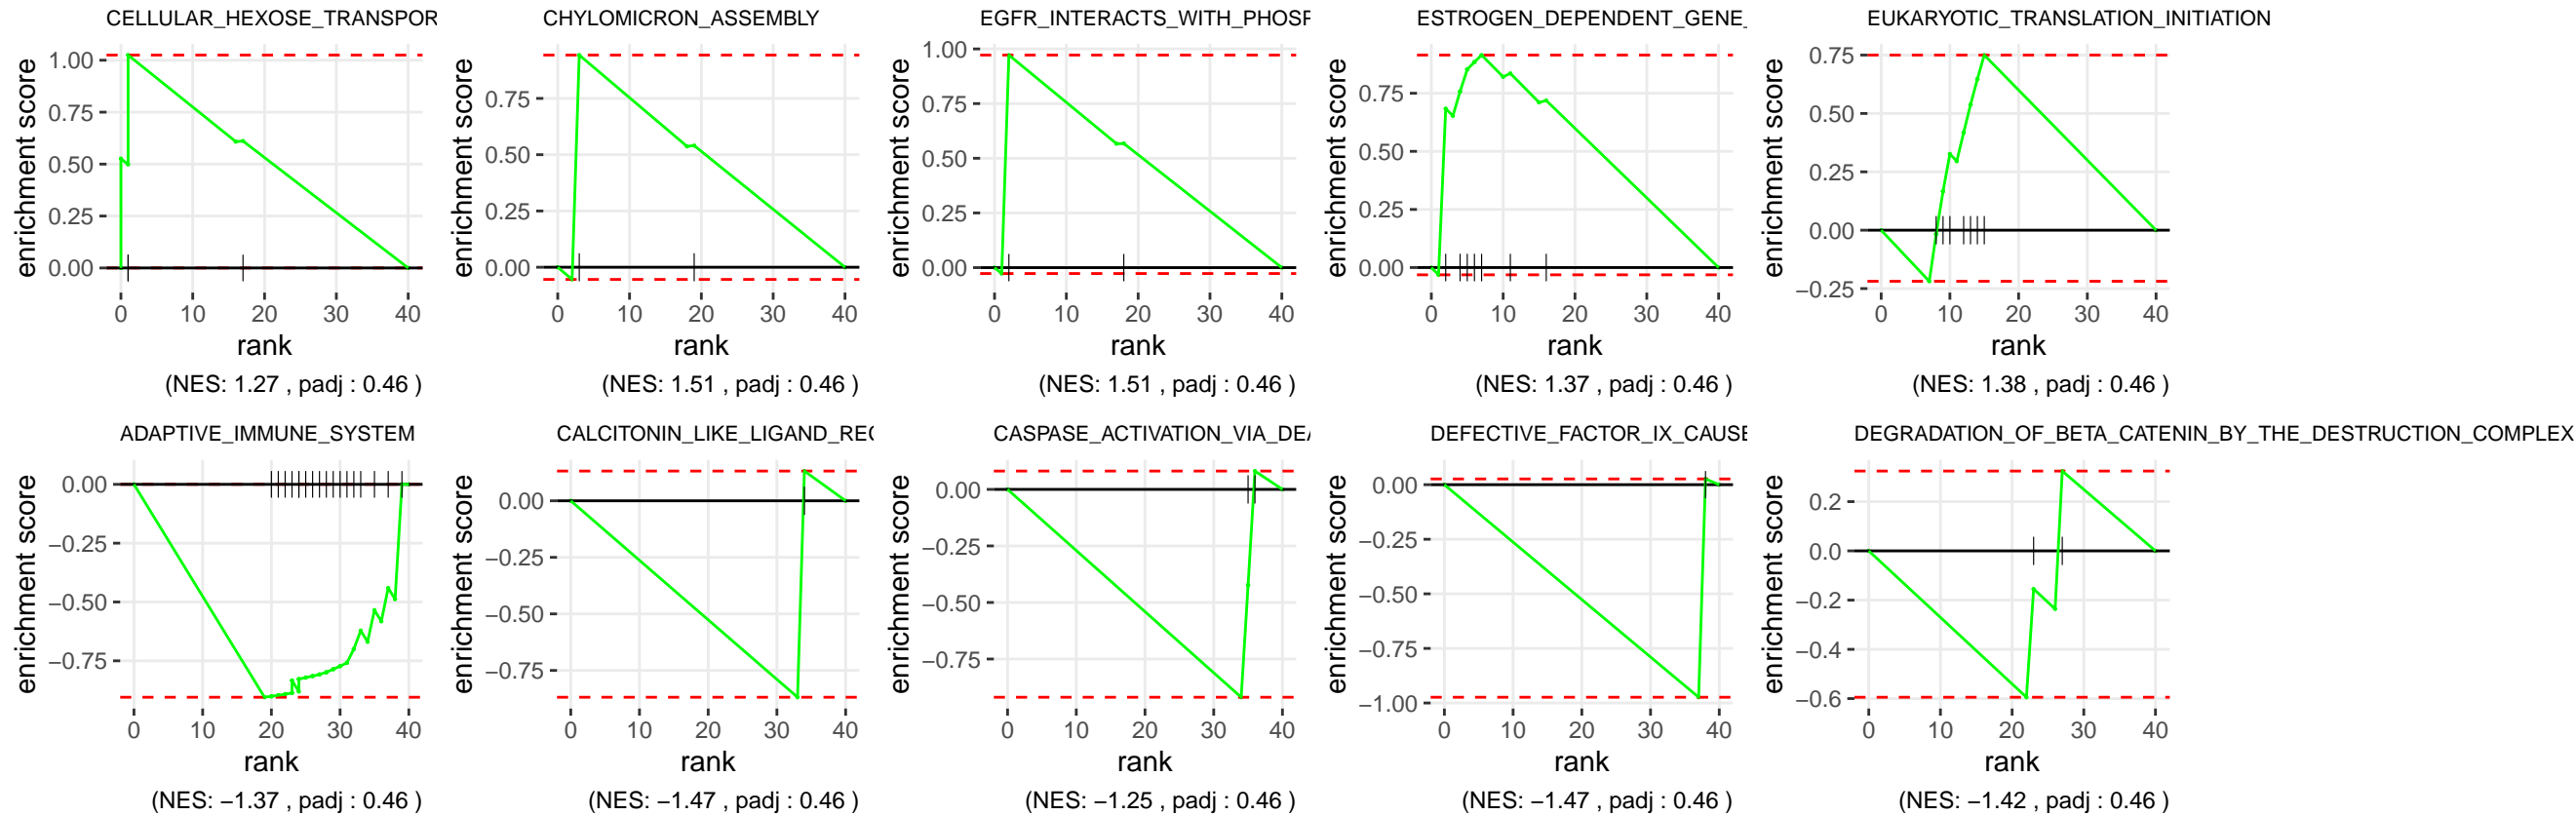 CELLULAR_HEXOSE_TRANSPOR
CHYLOMICRON_ASSEMBLY
EGFR_INTERACTS_WITH_PHOSP
ESTROGEN_DEPENDENT_GENE_
EUKARYOTIC_TRANSLATION_INITIATION
enrichment score
1.00
0.75
0.50
0.25
0.00
0 10 20 30 40
rank
(NES: 1.27 , padj : 0.46 )
enrichment score
0.75
0.50
0.25
0.00
0 10 20 30 40
rank
(NES: 1.51 , padj : 0.46 )
enrichment score
1.00
0.75
0.50
0.25
0.00
0 10 20 30 40
rank
(NES: 1.51 , padj : 0.46 )
enrichment score
0.75
0.50
0.25
0.00
0 10 20 30 40
rank
(NES: 1.37 , padj : 0.46 )
enrichment score
0.75
0.50
0.25
0.00
−0.25
0 10 20 30 40
rank
(NES: 1.38 , padj : 0.46 )
ADAPTIVE_IMMUNE_SYSTEM
CALCITONIN_LIKE_LIGAND_REC
CASPASE_ACTIVATION_VIA_DEA
DEFECTIVE_FACTOR_IX_CAUSE
DEGRADATION_OF_BETA_CATENIN_BY_THE_DESTRUCTION_COMPLEX
enrichment score
0.00
−0.25
−0.50
−0.75
0 10 20 30 40
rank
(NES: −1.37 , padj : 0.46 )
enrichment score
0.00
−0.25
−0.50
−0.75
0 10 20 30 40
rank
(NES: −1.47 , padj : 0.46 )
enrichment score
0.00
−0.25
−0.50
−0.75
0 10 20 30 40
rank
(NES: −1.25 , padj : 0.46 )
enrichment score
0.00
−0.25
−0.50
−0.75
−1.00
0 10 20 30 40
rank
(NES: −1.47 , padj : 0.46 )
enrichment score
0.2
0.0
−0.2
−0.4
−0.6
0 10 20 30 40
rank
(NES: −1.42 , padj : 0.46 )